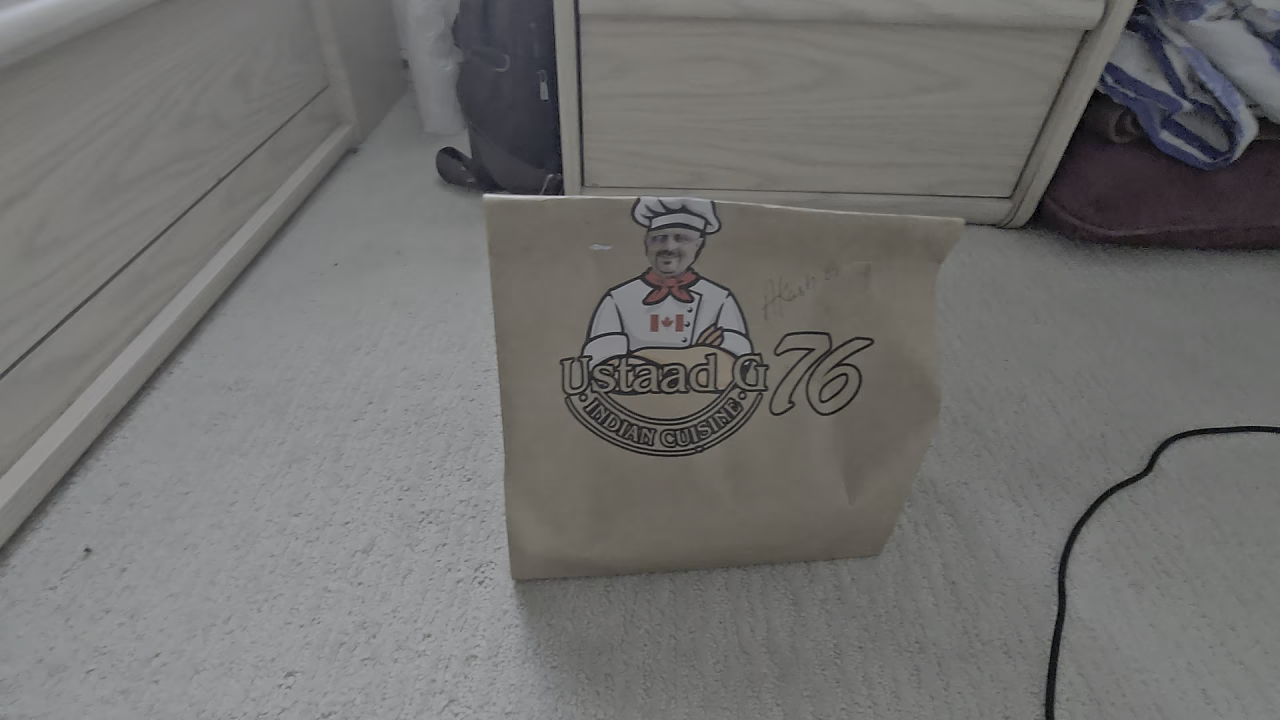 Ustaad G 76
• INDIAN CUISINE •